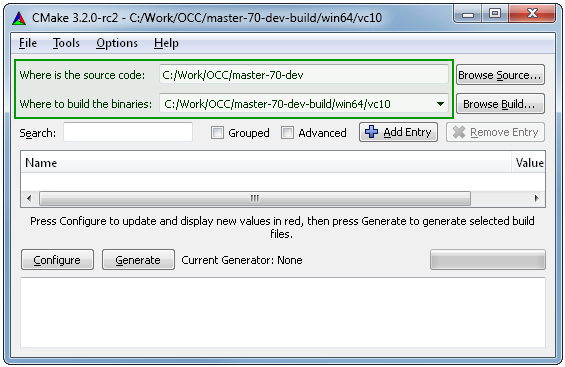 CMake 3.2.0-rc2 - C:/Work/OCC/master-70-dev-build/win64/vc10
File Tools Options Help
Where is the source code: C:/Work/OCC/master-70-dev Browse Source...
Where to build the binaries: C:/Work/OCC/master-70-dev-build/win64/vc10 Browse Build...
Search: Grouped Advanced Add Entry Remove Entry
Name Value
Press Configure to update and display new values in red, then press Generate to generate selected build
files.
Configure Generate Current Generator: None